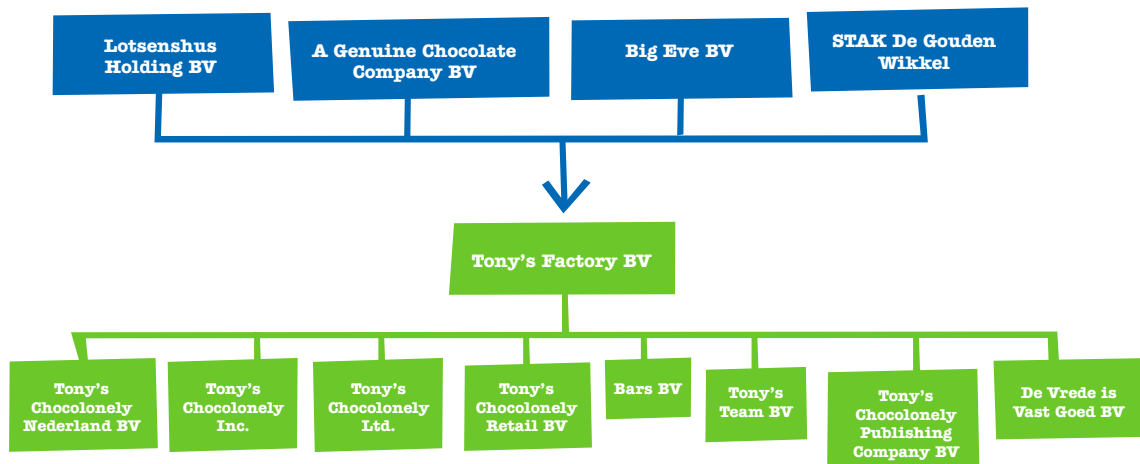 Lotsenshus
Holding BV
A Genuine Chocolate
Company BV
Big Eve BV
STAK De Gouden
Wikkel
Tony's Factory BV
Tony's
Chocolonely
Nederland BV
Tony's
Chocolonely
Inc.
Tony's
Chocolonely
Ltd.
Tony's
Chocolonely
Retail BV
Bars BV
Tony's
Team BV
Tony's
Chocolonely
Publishing
Company BV
De Vrede is
Vast Goed BV